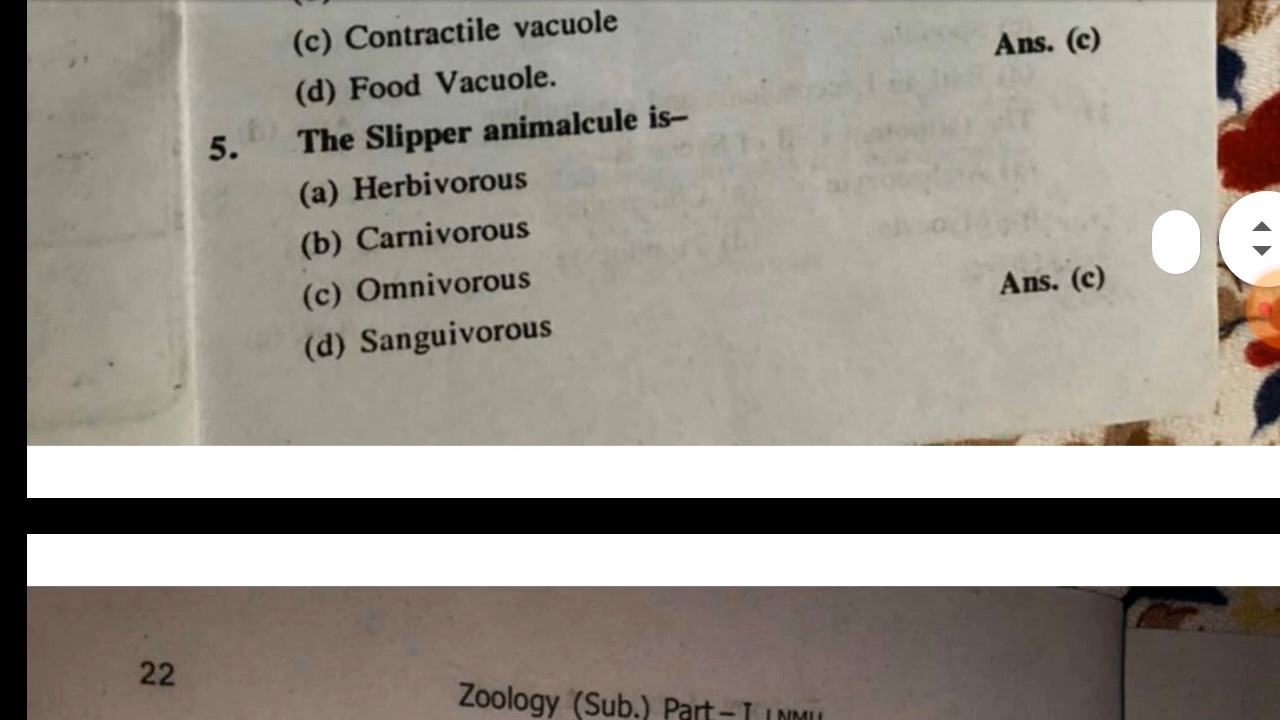 (c) Contractile vacuole
Ans. (c)
(d) Food Vacuole.
5. The Slipper animalcule is–
(a) Herbivorous
(b) Carnivorous
(c) Omnivorous
Ans. (c)
(d) Sanguivorous
22
Zoology (Sub.) Part – I LNMU